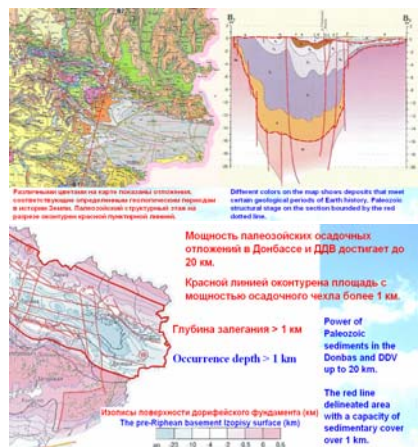 Различными цветами на карте показаны отложения,
соответствующие определенным геологическим периодам
в истории Земли. Палеозойский структурный этаж на
разрезе оконтурен красной пунктирной линией.
Different colors on the map shows deposits that meet
certain geological periods of Earth history. Paleozoic
structural stage on the section bounded by the red
dotted line.
Мощность палеозойских осадочных
отложений в Донбассе и ДДВ достигает до
20 км.
Красной линией оконтурена площадь с
мощностью осадочного чехла более 1 км.
Глубина залегания > 1 км
Occurrence depth > 1 km
Power of
Paleozoic
sediments in the
Donbas and DDV
up to 20 km.
The red line
delineated area
with a capacity of
sedimentary cover
over 1 km.
Изопсы поверхности дорифейского фундамента (км)
The pre-Riphean basement Izopisy surface (km)